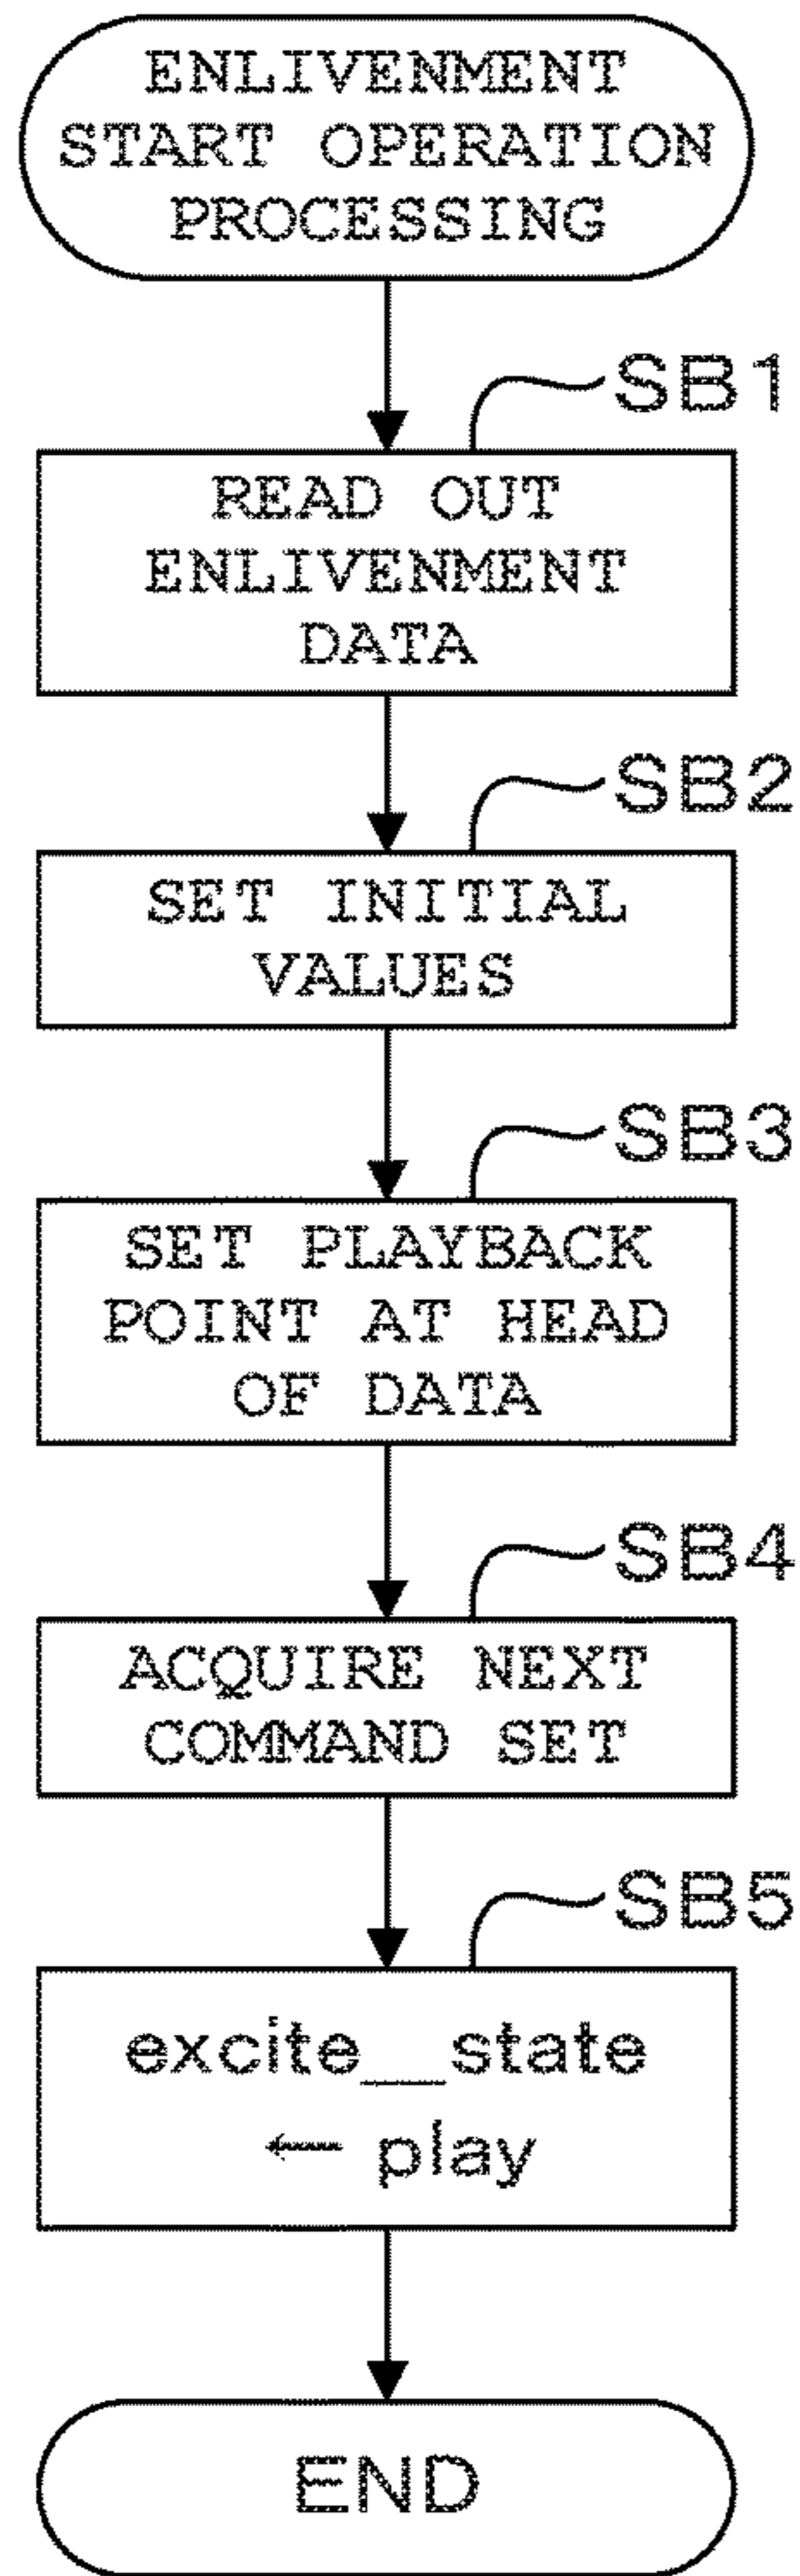 ENLIVENMENT
START OPERATION
PROCESSING
SB1
READ OUT
ENLIVENMENT
DATA
SB2
SET INITIAL
VALUES
SB3
SET PLAYBACK
POINT AT HEAD
OF DATA
SB4
ACQUIRE NEXT
COMMAND SET
SB5
excite__state
← play
END